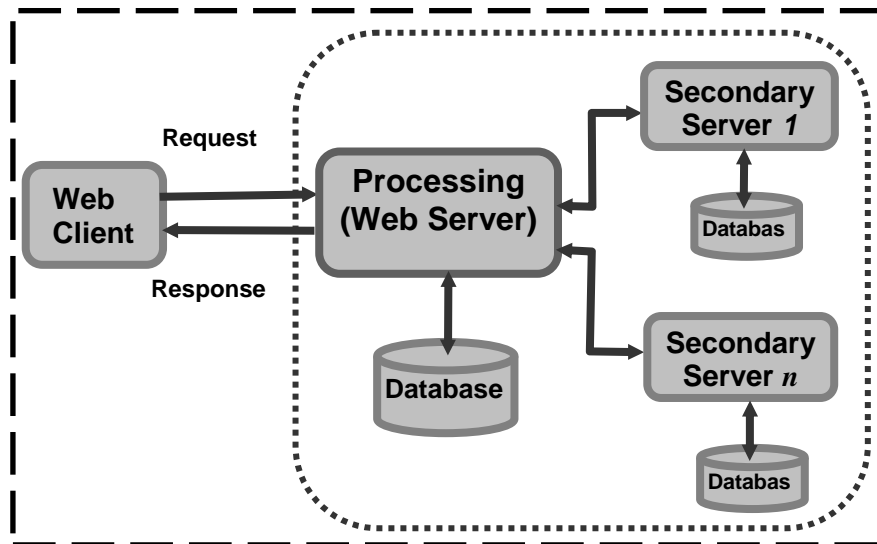 Request
Web
Client
Response
Processing
(Web Server)
Database
Secondary
Server 1
Databas
Secondary
Server n
Databas